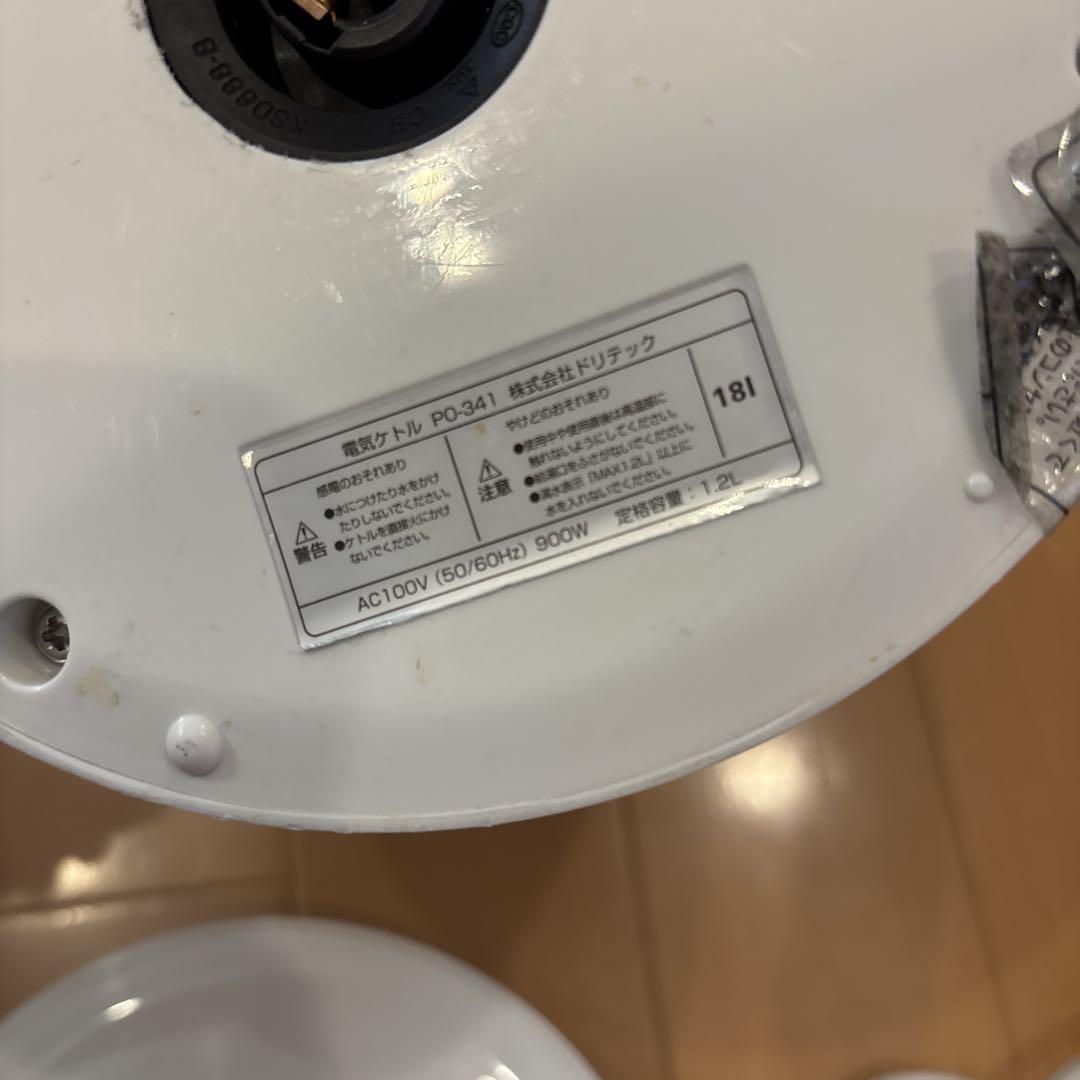 KSD688-B
CB
CQC
電気ケトル PO-341 株式会社ドリテック
警告
感電のおそれあり
●水につけたり水をかけ
たりしないでください。
●ケトルを直接火にかけ
ないでください。
注意
やけどのおそれあり
●使用中や使用直後は高温部に
触れないようにしてください。
●給電口をふさがないでください。
●満水表示「MAX1.2L」以上に
水を入れないでください。
18I
AC100V (50/60Hz) 900W 定格容量：1.2L